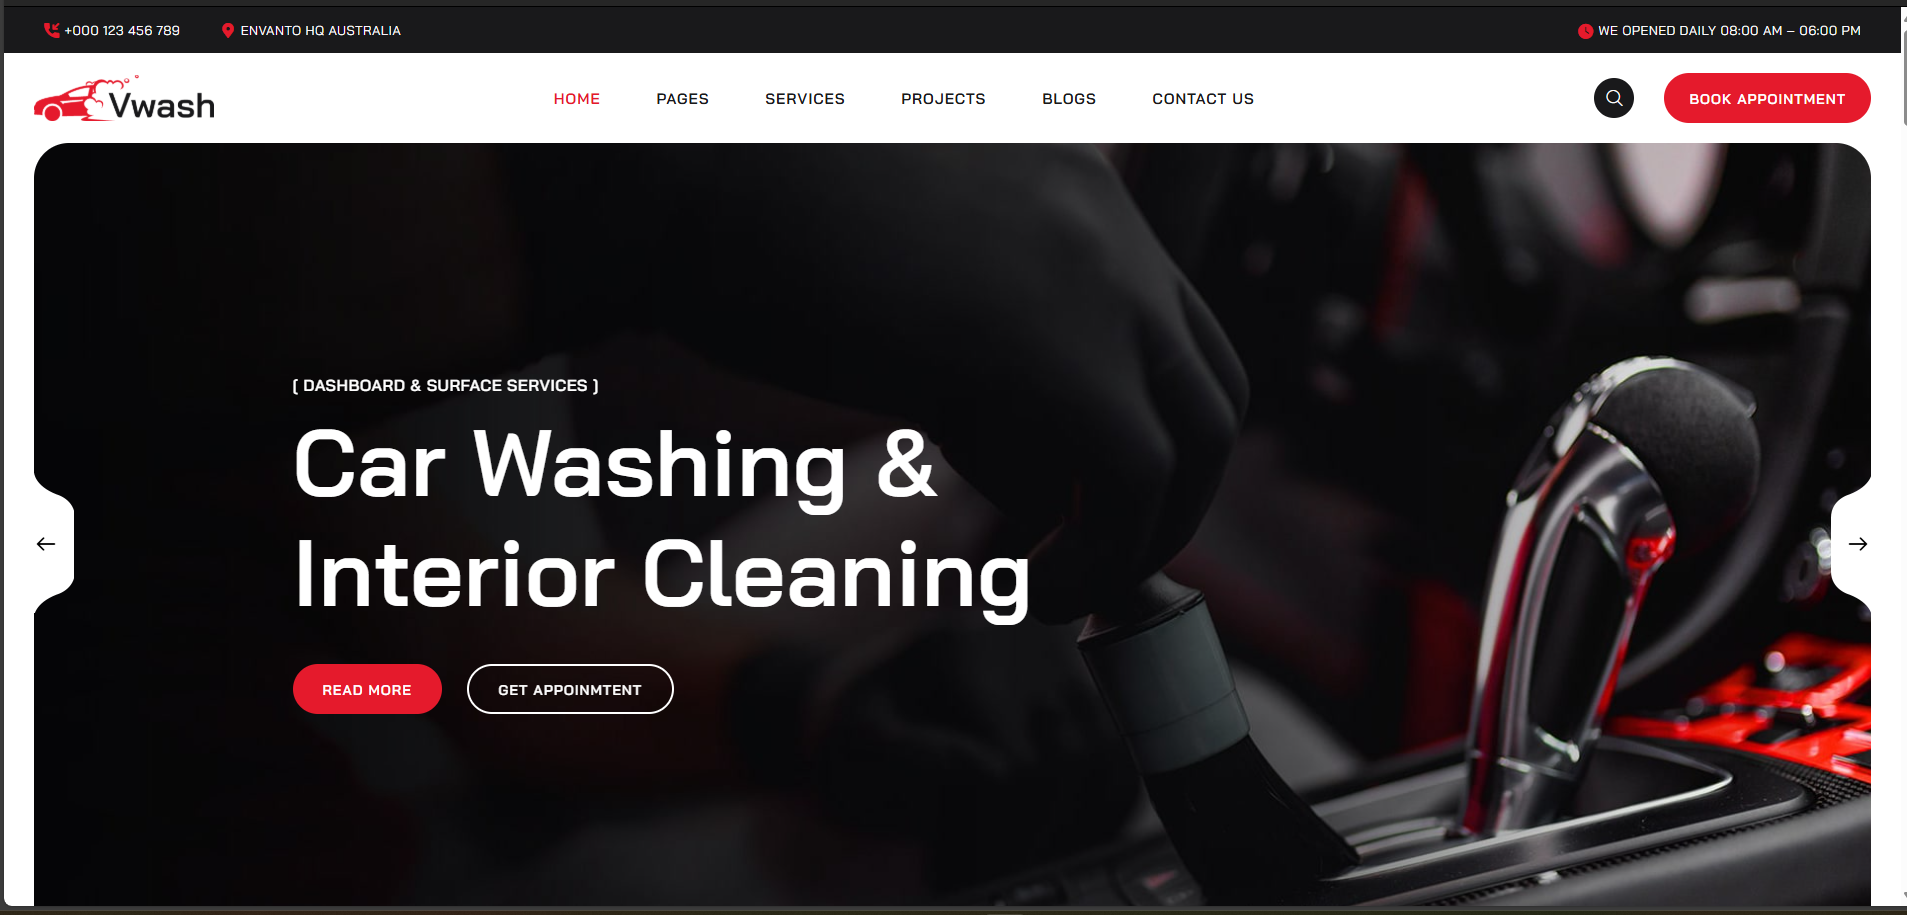 +000 123 456 789
ENVANTO HQ AUSTRALIA
WE OPENED DAILY 08:00 AM – 06:00 PM
Vwash
HOME
PAGES
SERVICES
PROJECTS
BLOGS
CONTACT US
BOOK APPOINTMENT
[ DASHBOARD & SURFACE SERVICES ]
Car Washing &
Interior Cleaning
READ MORE
GET APPOINMTENT